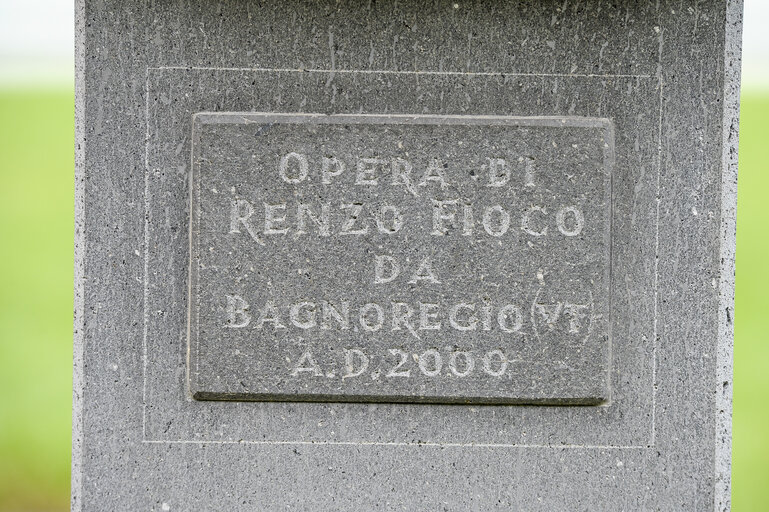 OPERA DI
RENZO FIOCO
DA
BAGNOREGIO (VT)
A.D.2000